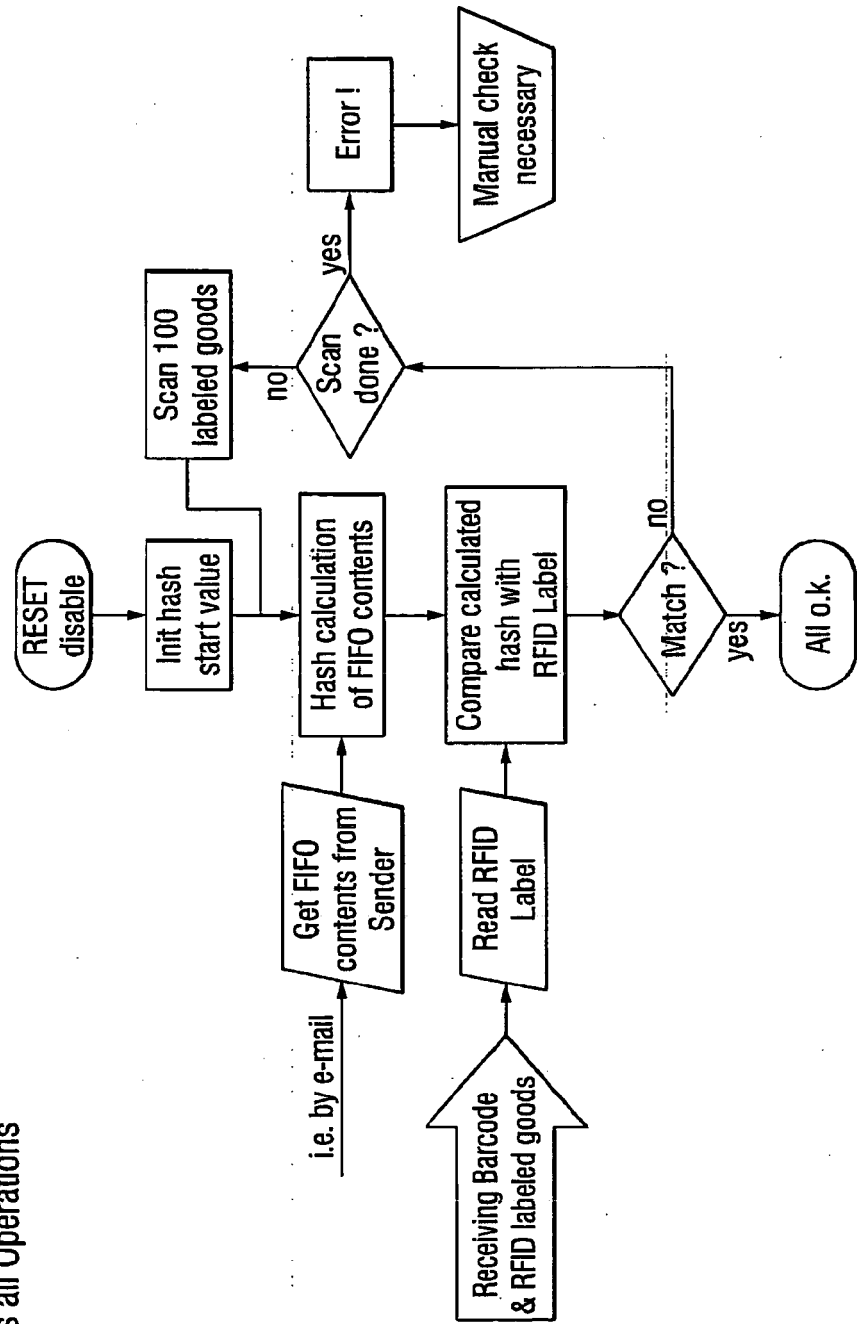 s all Operations
RESET
disable
Init hash
start value
Scan 100
labeled goods
i.e. by e-mail
Get FIFO
contents from
Sender
Hash calculation
of FIFO contents
no
Scan
done ?
yes
Error !
Manual check
necessary
Receiving Barcode
& RFID labeled goods
Read RFID
Label
Compare calculated
hash with
RFID Label
Match ?
no
yes
All o.k.